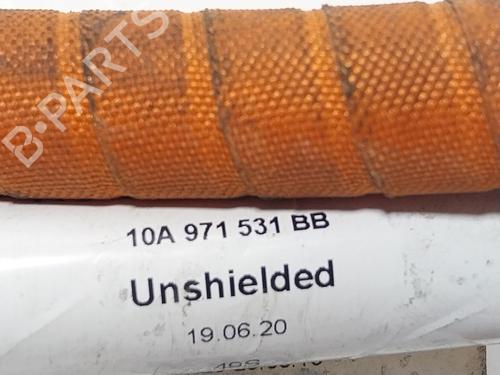 B-PARTS
10A 971 531 BB
Unshielded
19.06.20